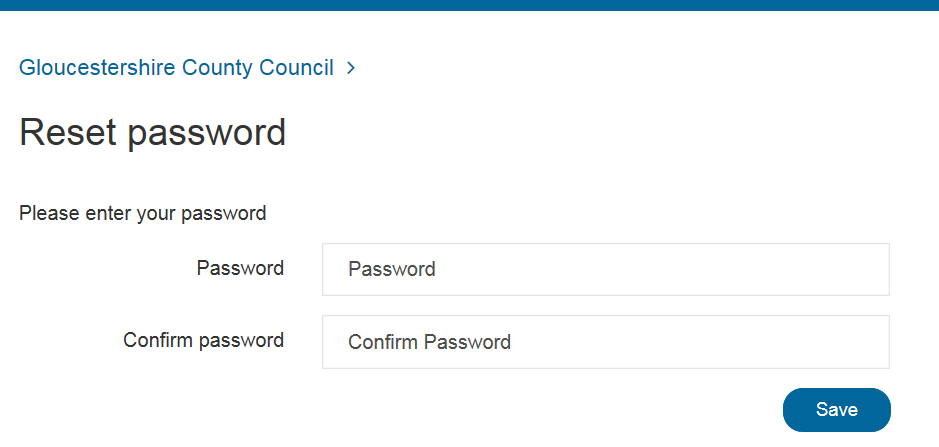 Gloucestershire County Council >
Reset password
Please enter your password
Password Password
Confirm password Confirm Password
Save